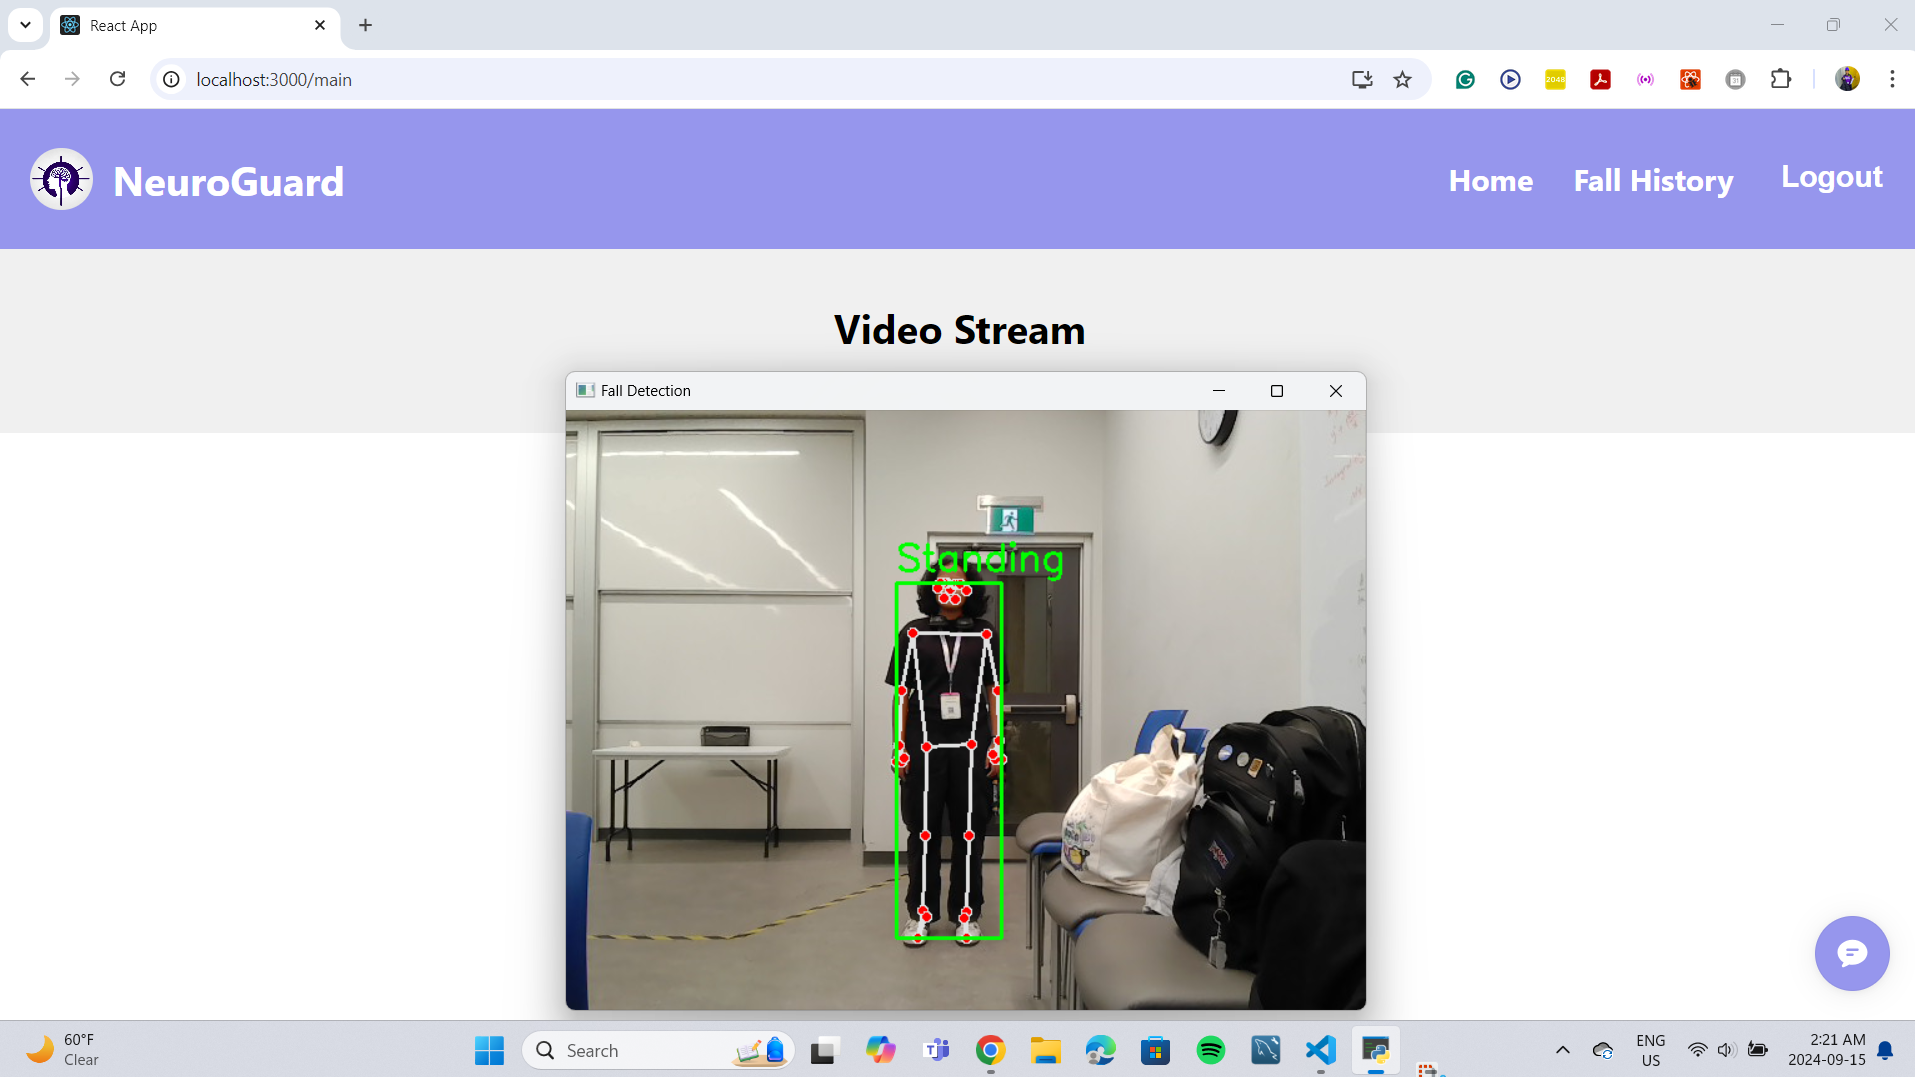 React App
localhost:3000/main
2048
NeuroGuard
Home
Fall History
Logout
Video Stream
Fall Detection
Standing
60°F
Clear
Search
ENG
US
2:21 AM
2024-09-15